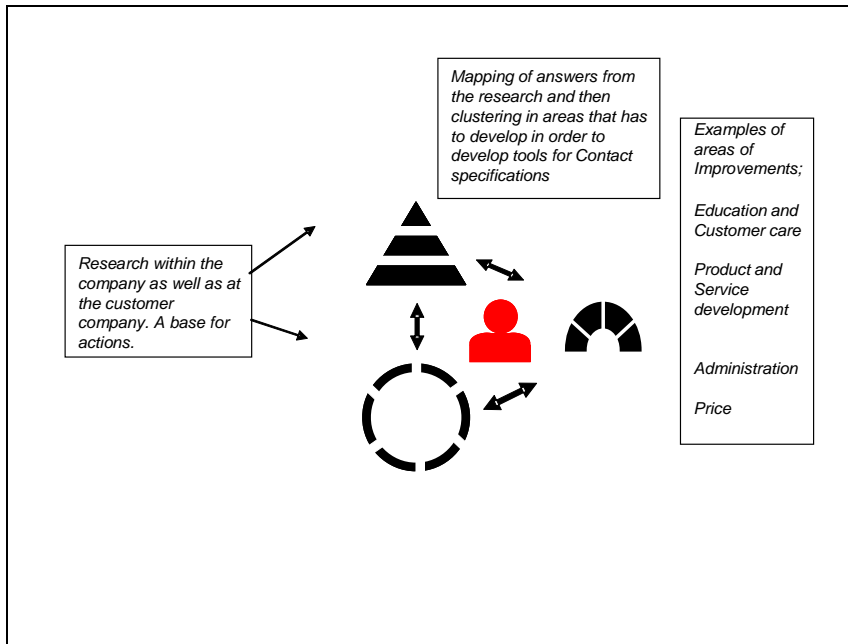 Mapping of answers from
the research and then
clustering in areas that has
to develop in order to
develop tools for Contact
specifications
Examples of
areas of
Improvements;
Education and
Customer care
Product and
Service
development
Administration
Price
Research within the
company as well as at
the customer
company. A base for
actions.